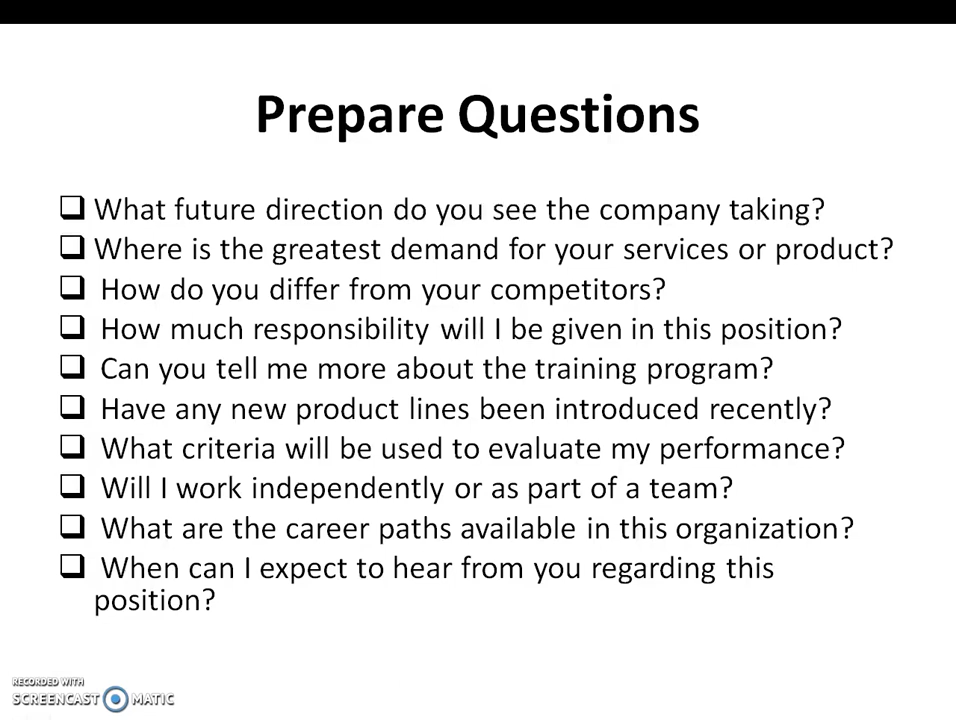 Prepare Questions
What future direction do you see the company taking?
Where is the greatest demand for your services or product?
How do you differ from your competitors?
How much responsibility will I be given in this position?
Can you tell me more about the training program?
Have any new product lines been introduced recently?
What criteria will be used to evaluate my performance?
Will I work independently or as part of a team?
What are the career paths available in this organization?
When can I expect to hear from you regarding this
position?
RECORDED WITH
SCREENCAST MATIC